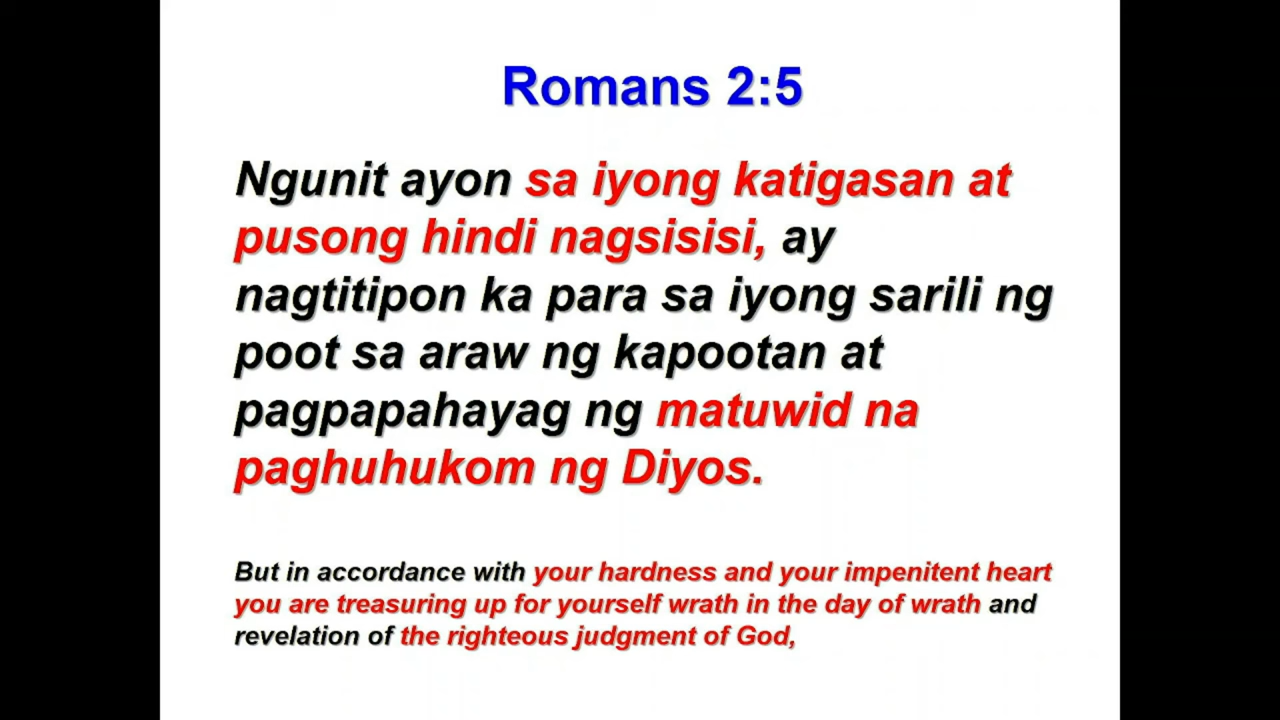 Romans 2:5
Ngunit ayon sa iyong katigasan at
pusong hindi nagsisisi, ay
nagtitipon ka para sa iyong sarili ng
poot sa araw ng kapootan at
pagpapahayag ng matuwid na
paghuhukom ng Diyos.
But in accordance with your hardness and your impenitent heart
you are treasuring up for yourself wrath in the day of wrath and
revelation of the righteous judgment of God,